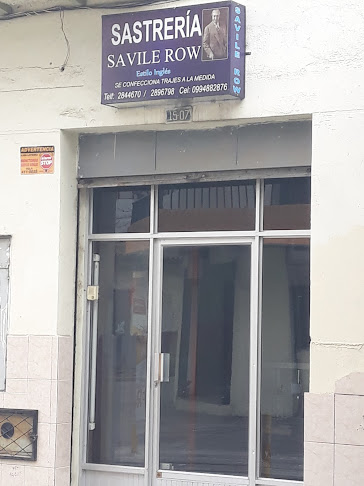 SASTRERÍA
SAVILE ROW
Estilo Inglés
SE CONFECCIONA TRAJES A LA MEDIDA
Telf: 2844670 / 2896798 Cel: 0994882876
SAVILE ROW
15-07
ADVERTENCIA
STOP